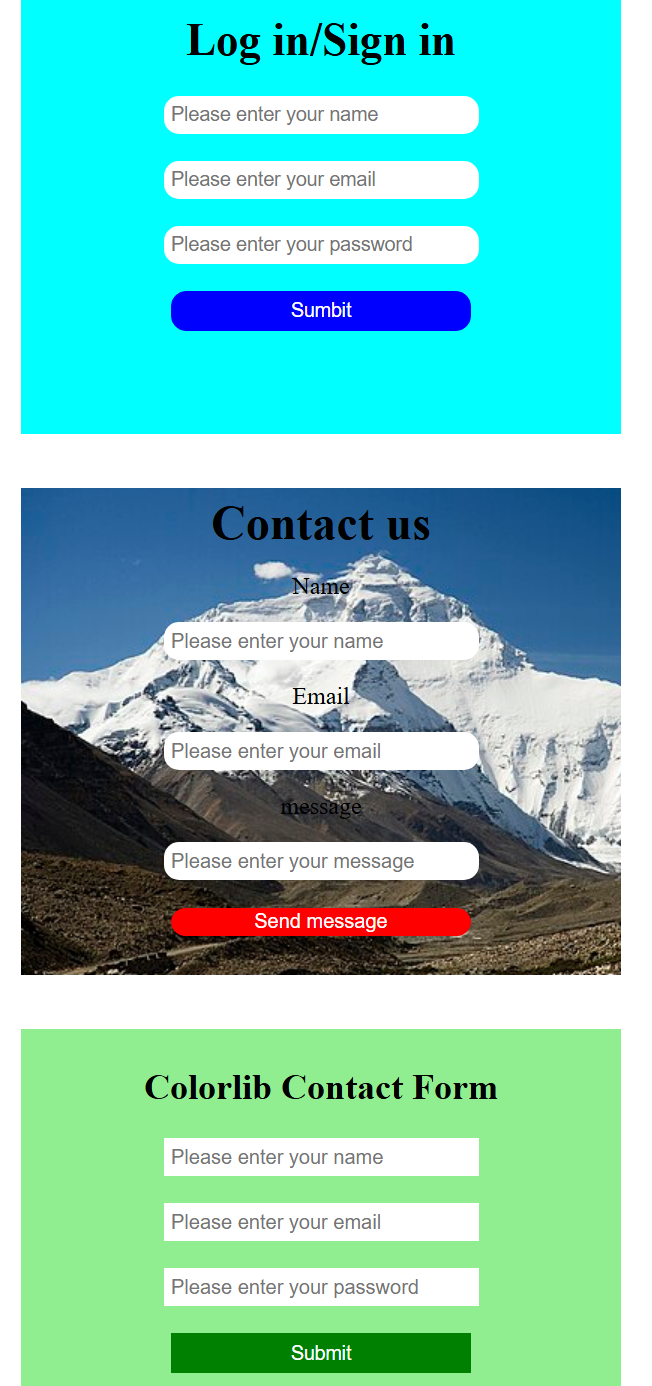 Log in/Sign in
Please enter your name
Please enter your email
Please enter your password
Sumbit
Contact us
Name
Please enter your name
Email
Please enter your email
message
Please enter your message
Send message
Colorlib Contact Form
Please enter your name
Please enter your email
Please enter your password
Submit